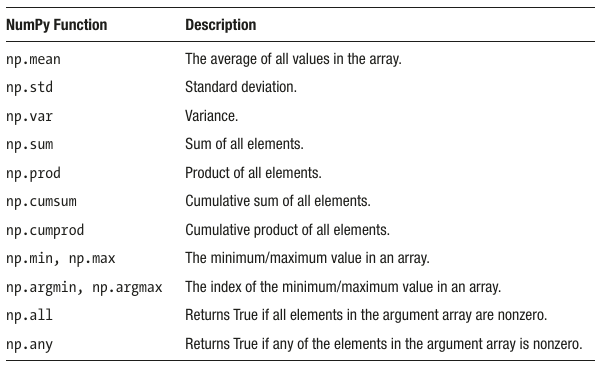 NumPy Function Description
np.mean The average of all values in the array.
np.std Standard deviation.
np.var Variance.
np.sum Sum of all elements.
np.prod Product of all elements.
np.cumsum Cumulative sum of all elements.
np.cumprod Cumulative product of all elements.
np.min, np.max The minimum/maximum value in an array.
np.argmin, np.argmax The index of the minimum/maximum value in an array.
np.all Returns True if all elements in the argument array are nonzero.
np.any Returns True if any of the elements in the argument array is nonzero.